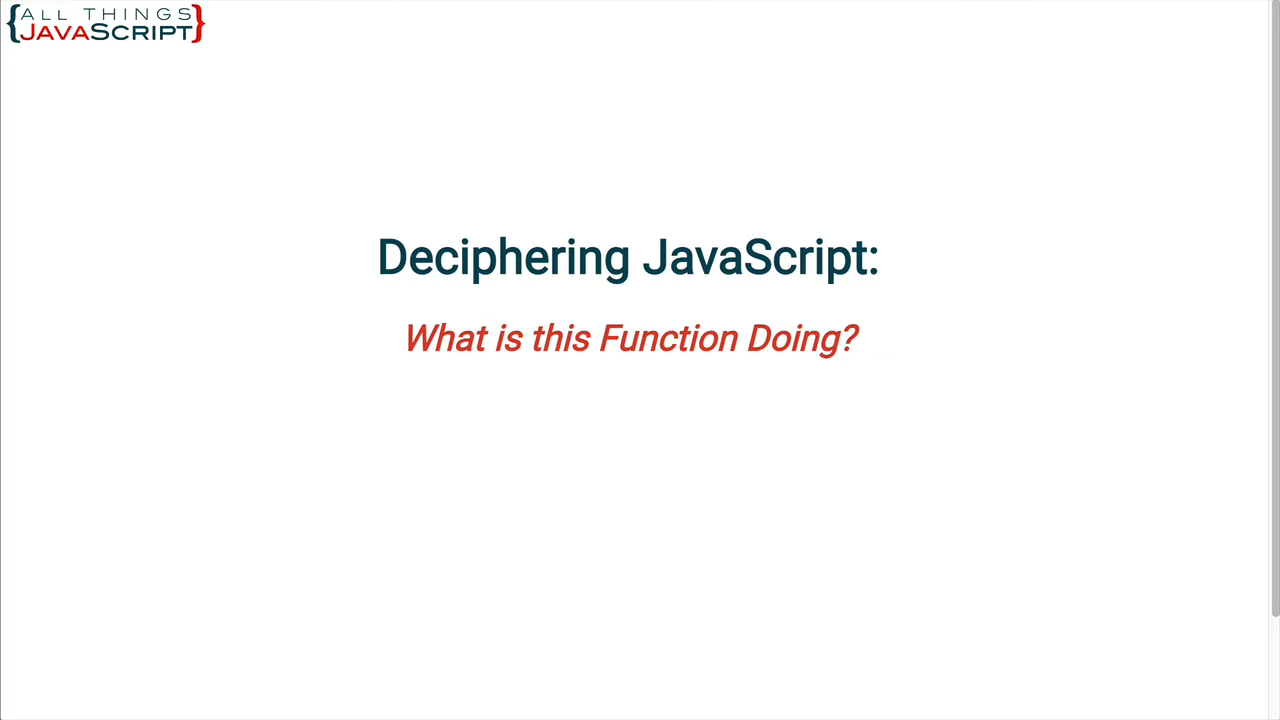 {ALL THINGS
JAVASCRIPT}
Deciphering JavaScript:
What is this Function Doing?